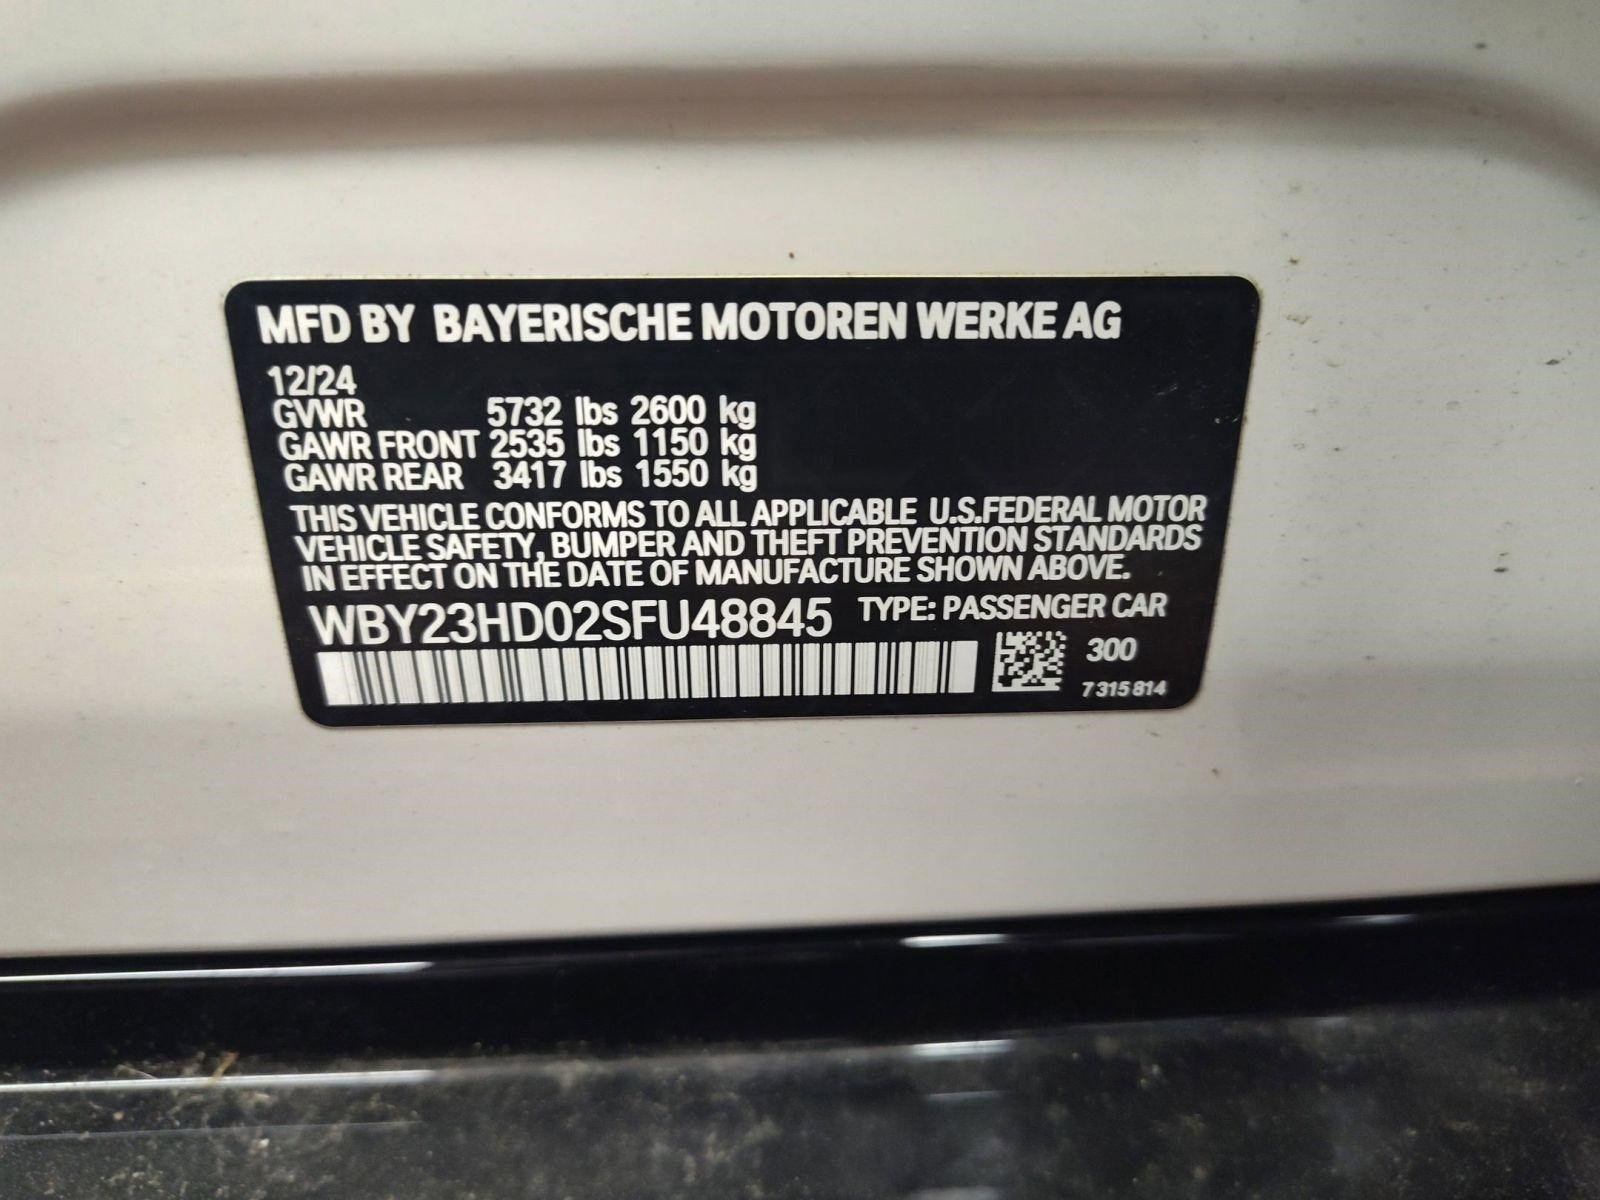 MFD BY BAYERISCHE MOTOREN WERKE AG
12/24
GVWR 5732 lbs 2600 kg
GAWR FRONT 2535 lbs 1150 kg
GAWR REAR 3417 lbs 1550 kg
THIS VEHICLE CONFORMS TO ALL APPLICABLE U.S.FEDERAL MOTOR
VEHICLE SAFETY, BUMPER AND THEFT PREVENTION STANDARDS
IN EFFECT ON THE DATE OF MANUFACTURE SHOWN ABOVE.
WBY23HD02SFU48845 TYPE: PASSENGER CAR
300
7 315 814